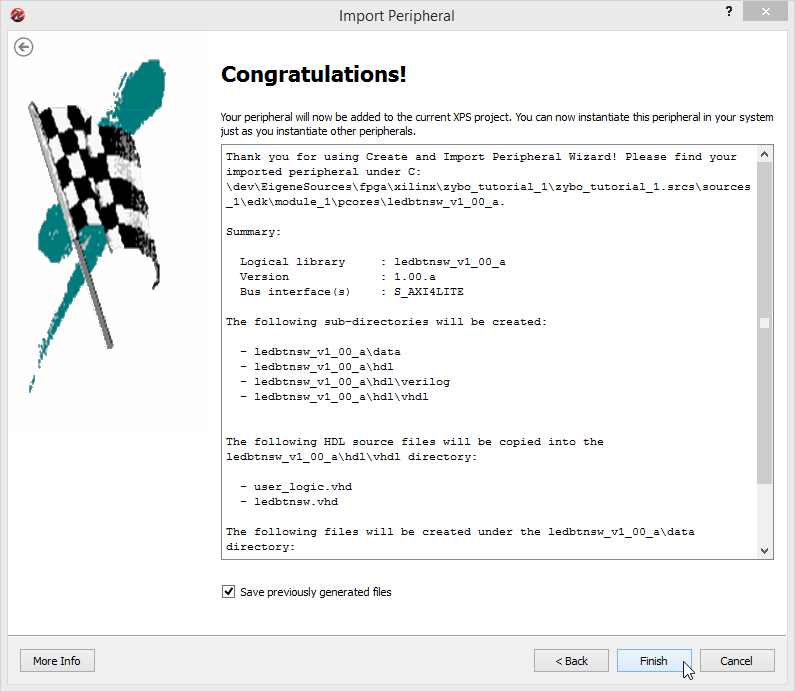 Import Peripheral
?
Congratulations!
Your peripheral will now be added to the current XPS project. You can now instantiate this peripheral in your system
just as you instantiate other peripherals.
Thank you for using Create and Import Peripheral Wizard! Please find your
imported peripheral under C:
\dev\EigeneSources\fpga\xilinx\zybo_tutorial_1\zybo_tutorial_1.srcs\sources
_1\edk\module_1\pcores\ledbtnsw_v1_00_a.
Summary:
Logical library : ledbtnsw_v1_00_a
Version : 1.00.a
Bus interface(s) : S_AXI4LITE
The following sub-directories will be created:
- ledbtnsw_v1_00_a\data
- ledbtnsw_v1_00_a\hdl
- ledbtnsw_v1_00_a\hdl\verilog
- ledbtnsw_v1_00_a\hdl\vhdl
The following HDL source files will be copied into the
ledbtnsw_v1_00_a\hdl\vhdl directory:
- user_logic.vhd
- ledbtnsw.vhd
The following files will be created under the ledbtnsw_v1_00_a\data
directory:
Save previously generated files
More Info
< Back
Finish
Cancel